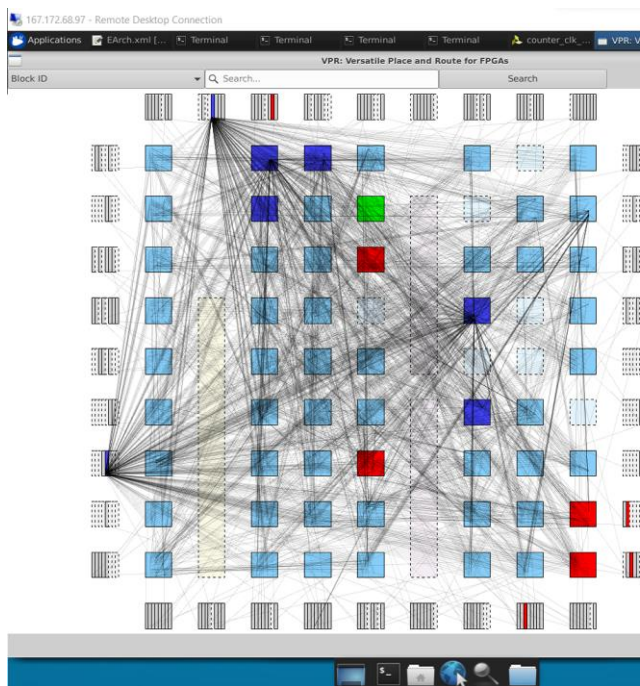 167.172.68.97 - Remote Desktop Connection
Applications EArch.xml [... Terminal Terminal Terminal Terminal counter_clk_... VPR: V
VPR: Versatile Place and Route for FPGAs
Block ID Search... Search
$_